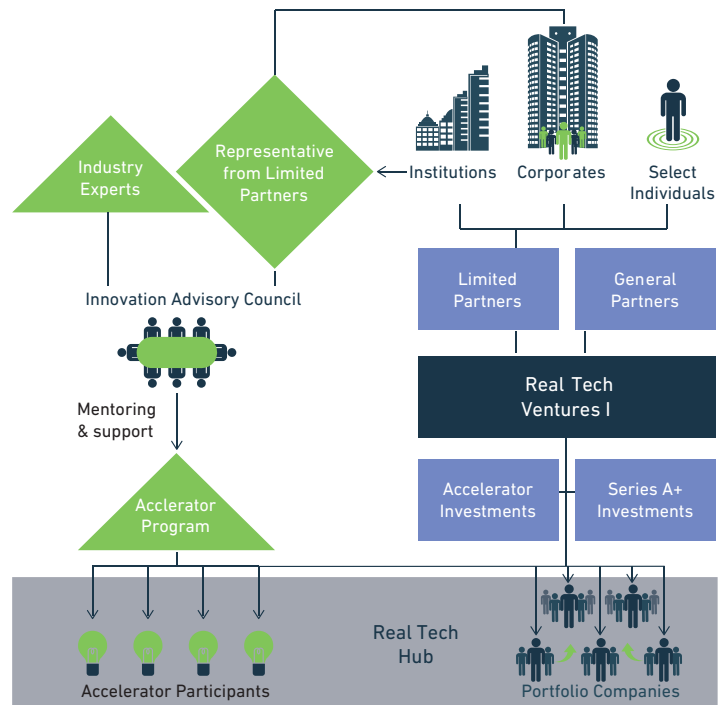 Industry
Experts
Representative
from Limited
Partners
Institutions
Corporates
Select
Individuals
Limited
Partners
General
Partners
Innovation Advisory Council
Real Tech
Ventures I
Mentoring
& support
Acclerator
Program
Accelerator
Investments
Series A+
Investments
Real Tech
Hub
Accelerator Participants
Portfolio Companies